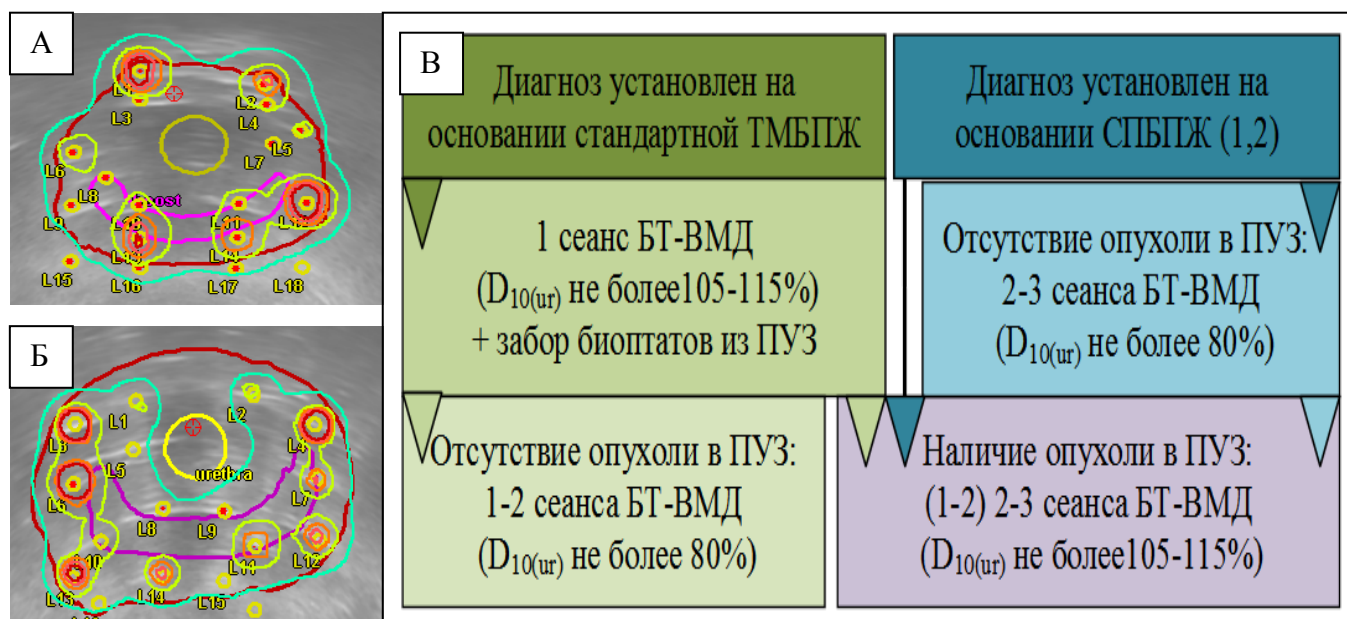 А
L1
L2
L3
L4
L5
L7
L6
L8
boost
L9
L11
L14
L15
L16
L17
L18
Б
L1
L2
L3
L4
L5
urethra
L6
L7
L8
L9
L10
L11
L12
L13
L14
L15
В
Диагноз установлен на
основании стандартной ТМБПЖ
1 сеанс БТ-ВМД
(D10(ur) не более105-115%)
+ забор биоптатов из ПУЗ
Отсутствие опухоли в ПУЗ:
1-2 сеанса БТ-ВМД
(D10(ur) не более 80%)
Диагноз установлен на
основании СПБПЖ (1,2)
Отсутствие опухоли в ПУЗ:
2-3 сеанса БТ-ВМД
(D10(ur) не более 80%)
Наличие опухоли в ПУЗ:
(1-2) 2-3 сеанса БТ-ВМД
(D10(ur) не более105-115%)